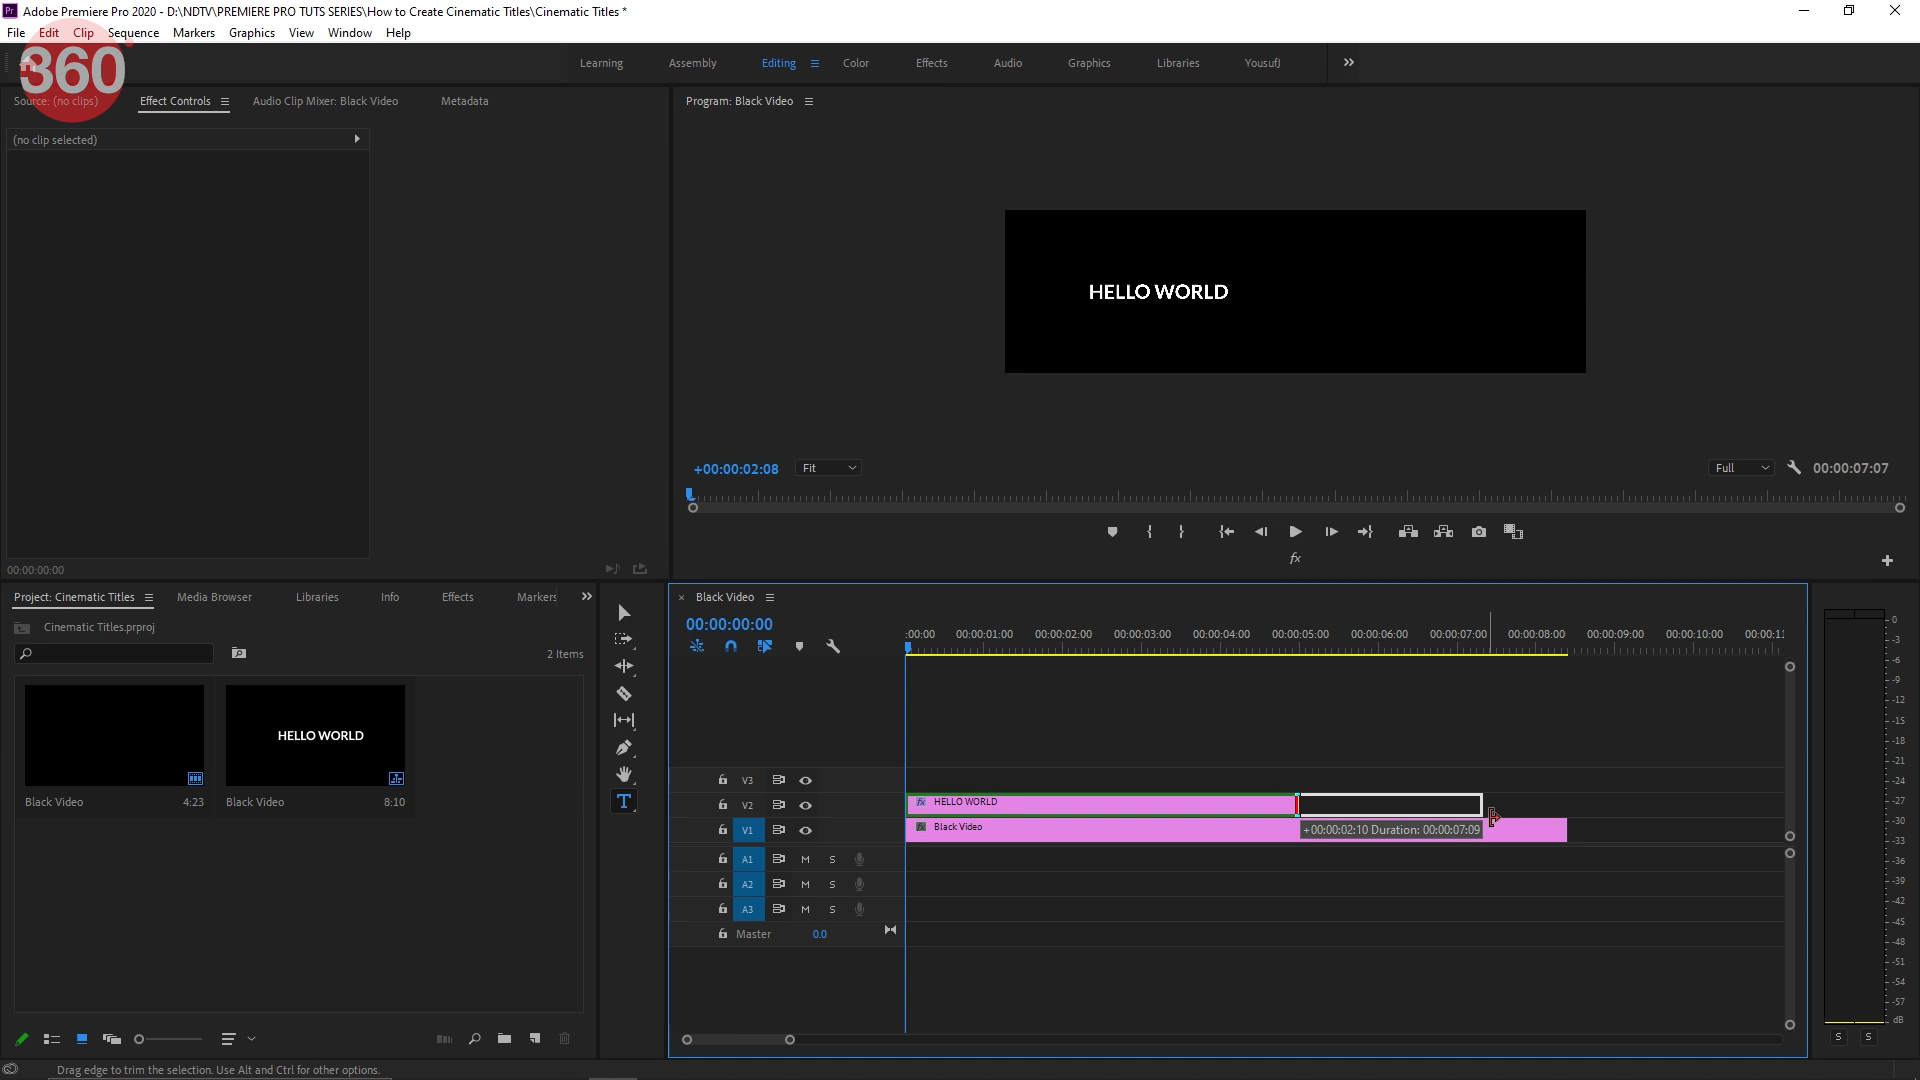 Pr Adobe Premiere Pro 2020 - D:\NDTV\PREMIERE PRO TUTS SERIES\How to Create Cinematic Titles\Cinematic Titles *
File Edit Clip Sequence Markers Graphics View Window Help
360
Learning Assembly Editing Color Effects Audio Graphics Libraries YousufJ
Source: (no clips) Effect Controls Audio Clip Mixer: Black Video Metadata
Program: Black Video
(no clip selected)
HELLO WORLD
+00:00:02:08 Fit Full 00:00:07:07
fx
00:00:00:00
Project: Cinematic Titles Media Browser Libraries Info Effects Markers
Cinematic Titles.prproj
2 Items
HELLO WORLD
Black Video 4:23 Black Video 8:10
T
× Black Video
00:00:00:00
:00:00 00:00:01:00 00:00:02:00 00:00:03:00 00:00:04:00 00:00:05:00 00:00:06:00 00:00:07:00 00:00:08:00 00:00:09:00 00:00:10:00 00:00:11
V3
V2 fx HELLO WORLD
V1 fx Black Video
+00:00:02:10 Duration: 00:00:07:09
A1 M S
A2 M S
A3 M S
Master 0.0
0
-3
-6
-9
-12
-15
-18
-21
-24
-27
-30
-33
-36
-39
-42
-45
-48
-51
-54
-57
dB
S S
Drag edge to trim the selection. Use Alt and Ctrl for other options.